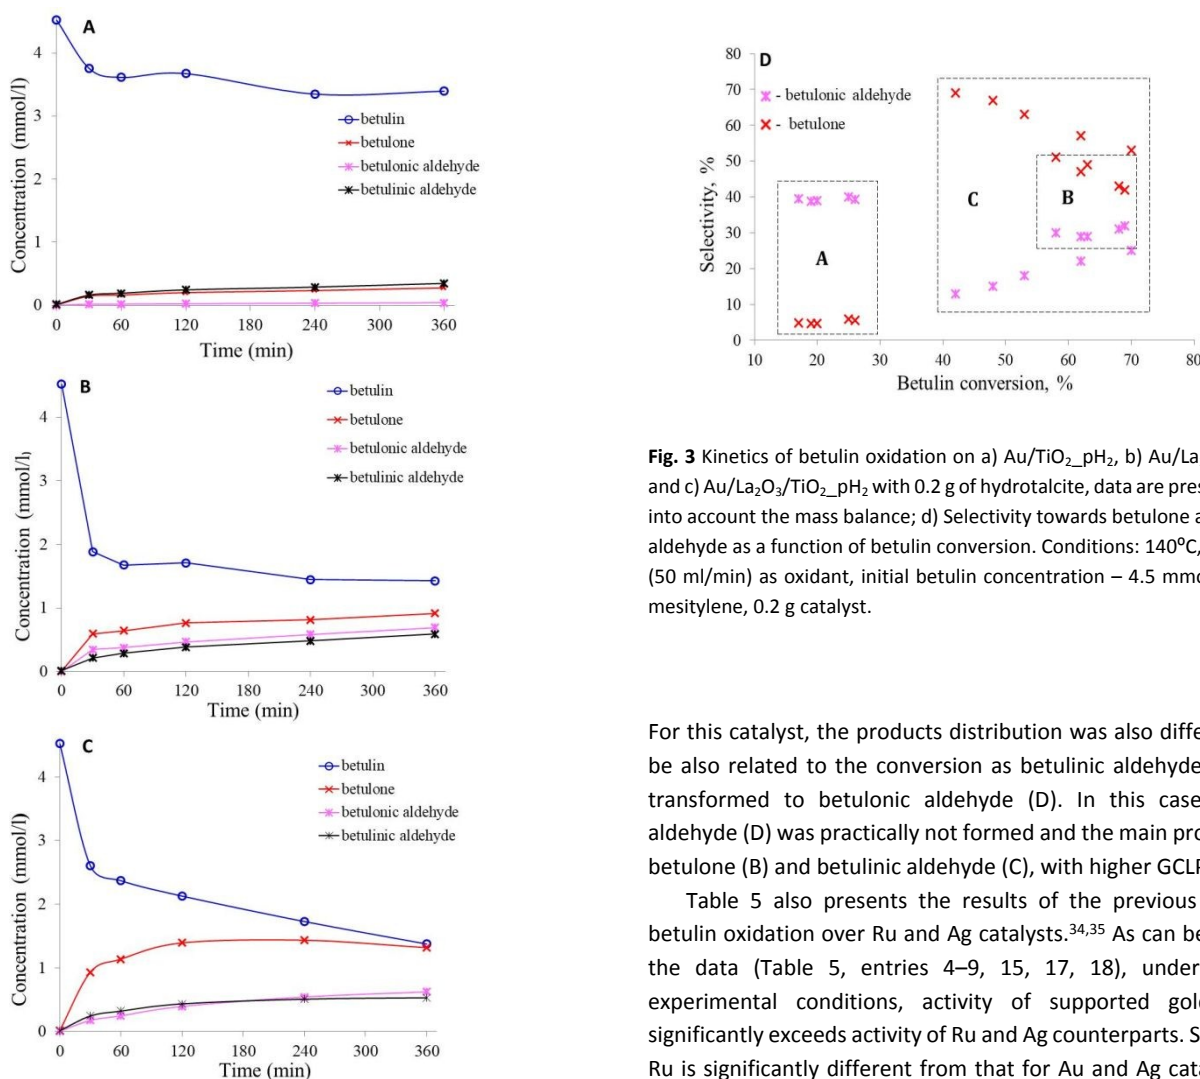 A
Concentration (mmol/l)
4
3
2
1
0
betulin
betulone
betulonic aldehyde
betulinic aldehyde
0 60 120 180 240 300 360
Time (min)
B
Concentration (mmol/l)
4
3
2
1
0
betulin
betulone
betulonic aldehyde
betulinic aldehyde
0 60 120 180 240 300 360
Time (min)
C
Concentration (mmol/l)
4
3
2
1
0
betulin
betulone
betulonic aldehyde
betulinic aldehyde
0 60 120 180 240 300 360
Time (min)
D
Selectivity, %
80
70
60
50
40
30
20
10
0
- betulonic aldehyde
- betulone
A
C
B
10 20 30 40 50 60 70 80
Betulin conversion, %
Fig. 3 Kinetics of betulin oxidation on a) Au/TiO₂_pH₂, b) Au/La
and c) Au/La₂O₃/TiO₂_pH₂ with 0.2 g of hydrotalcite, data are pres
into account the mass balance; d) Selectivity towards betulone a
aldehyde as a function of betulin conversion. Conditions: 140⁰C,
(50 ml/min) as oxidant, initial betulin concentration – 4.5 mmo
mesitylene, 0.2 g catalyst.
For this catalyst, the products distribution was also diffe
be also related to the conversion as betulinic aldehyde
transformed to betulonic aldehyde (D). In this case
aldehyde (D) was practically not formed and the main pro
betulone (B) and betulinic aldehyde (C), with higher GCLP
Table 5 also presents the results of the previous
betulin oxidation over Ru and Ag catalysts.³⁴,³⁵ As can be
the data (Table 5, entries 4–9, 15, 17, 18), under
experimental conditions, activity of supported gol
significantly exceeds activity of Ru and Ag counterparts. S
Ru is significantly different from that for Au and Ag cata